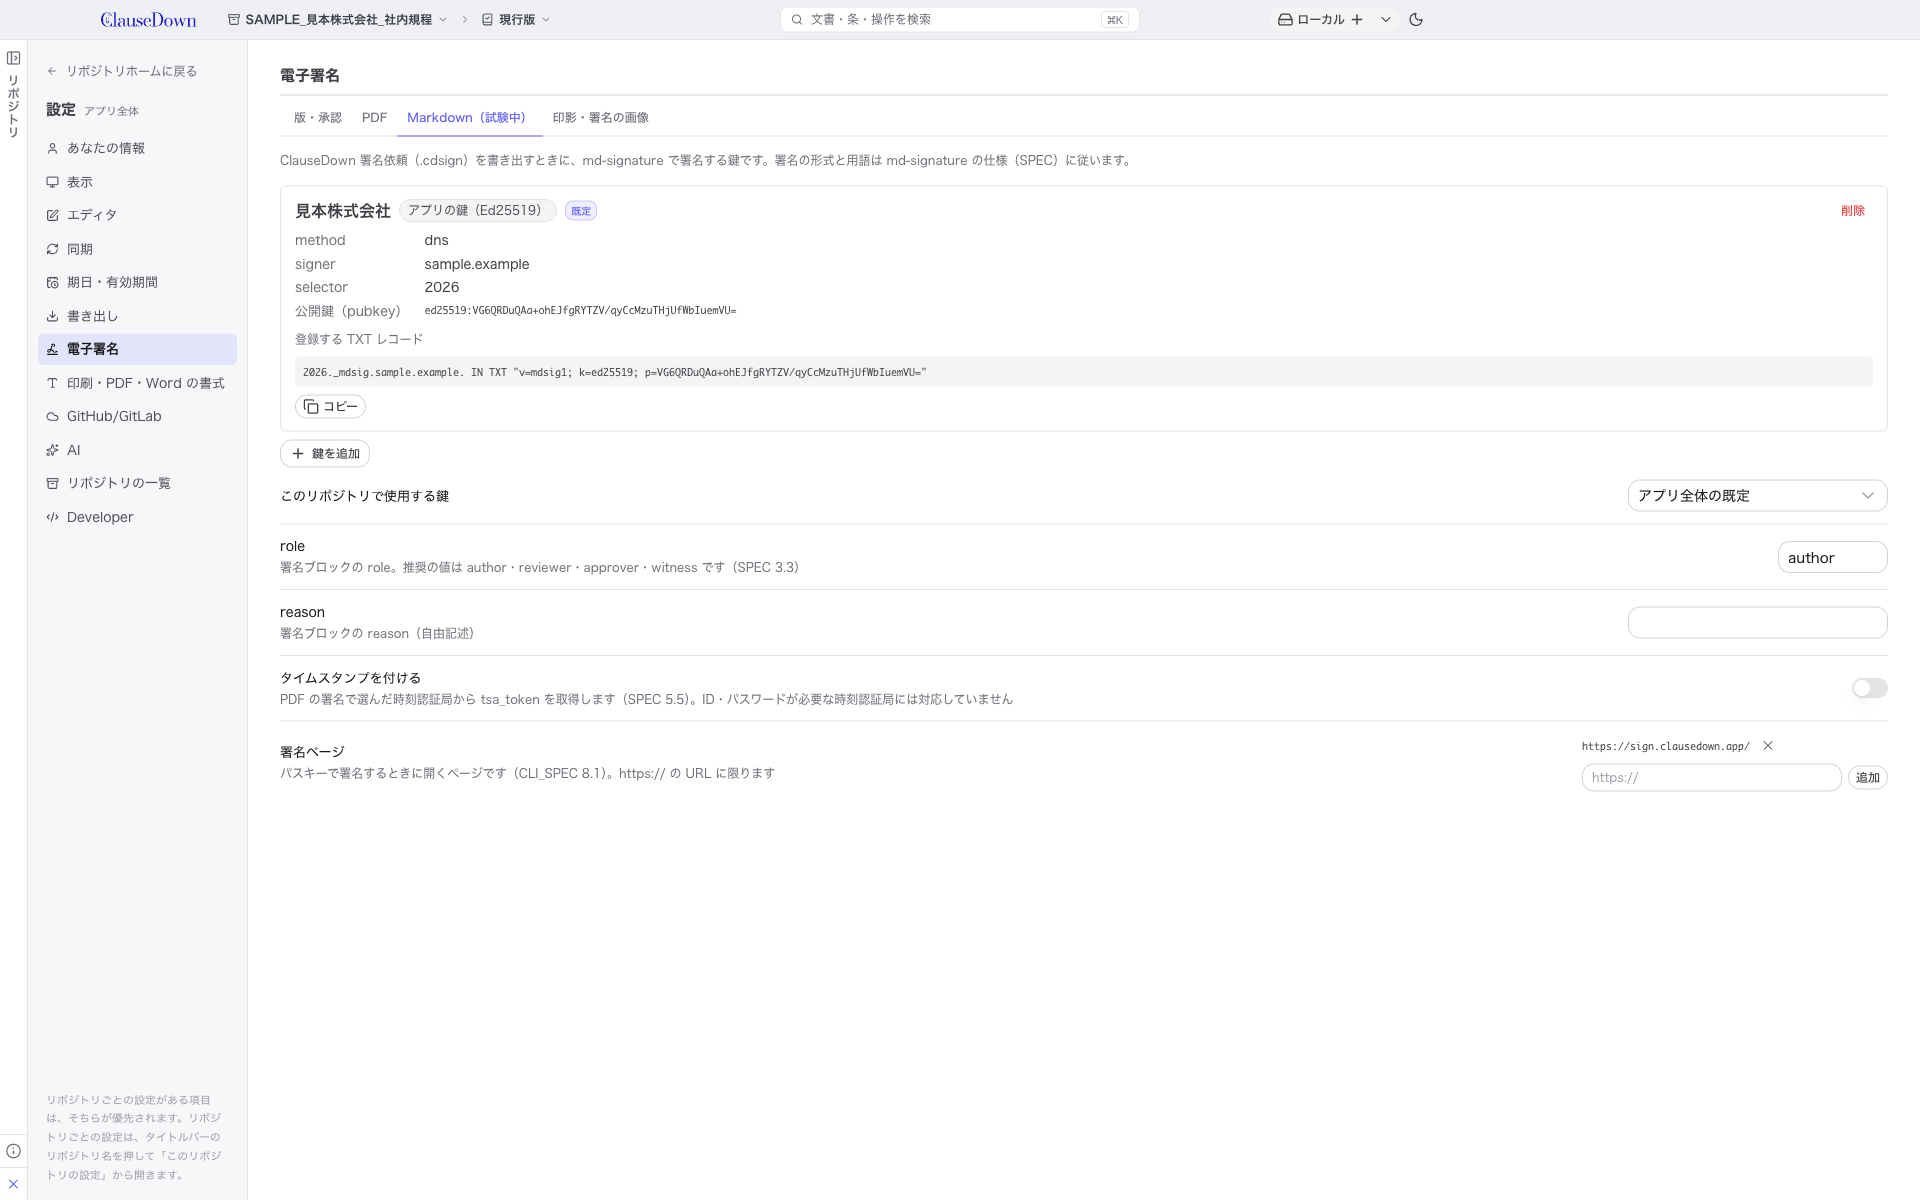 ClauseDown
SAMPLE_見本株式会社_社内規程
現行版
文書・条・操作を検索
⌘K
ローカル
リポジトリ
リポジトリホームに戻る
設定 アプリ全体
あなたの情報
表示
エディタ
同期
期日・有効期間
書き出し
電子署名
印刷・PDF・Word の書式
GitHub/GitLab
AI
リポジトリの一覧
Developer
リポジトリごとの設定がある項目
は、そちらが優先されます。リポジ
トリごとの設定は、タイトルバーの
リポジトリ名を押して「このリポジ
トリの設定」から開きます。
電子署名
版・承認 PDF Markdown（試験中） 印影・署名の画像
ClauseDown 署名依頼（.cdsign）を書き出すときに、md-signature で署名する鍵です。署名の形式と用語は md-signature の仕様（SPEC）に従います。
見本株式会社 アプリの鍵（Ed25519） 既定 削除
method dns
signer sample.example
selector 2026
公開鍵（pubkey） ed25519:VG6QRDuQAa+ohEJfgRYTZV/qyCcMzuTHjUfWbIuemVU=
登録する TXT レコード
2026._mdsig.sample.example. IN TXT "v=mdsig1; k=ed25519; p=VG6QRDuQAa+ohEJfgRYTZV/qyCcMzuTHjUfWbIuemVU="
コピー
鍵を追加
このリポジトリで使用する鍵 アプリ全体の既定
role
署名ブロックの role。推奨の値は author・reviewer・approver・witness です（SPEC 3.3）
author
reason
署名ブロックの reason（自由記述）
タイムスタンプを付ける
PDF の署名で選んだ時刻認証局から tsa_token を取得します（SPEC 5.5）。ID・パスワードが必要な時刻認証局には対応していません
署名ページ
パスキーで署名するときに開くページです（CLI_SPEC 8.1）。https:// の URL に限ります
https://sign.clausedown.app/
https:// 追加